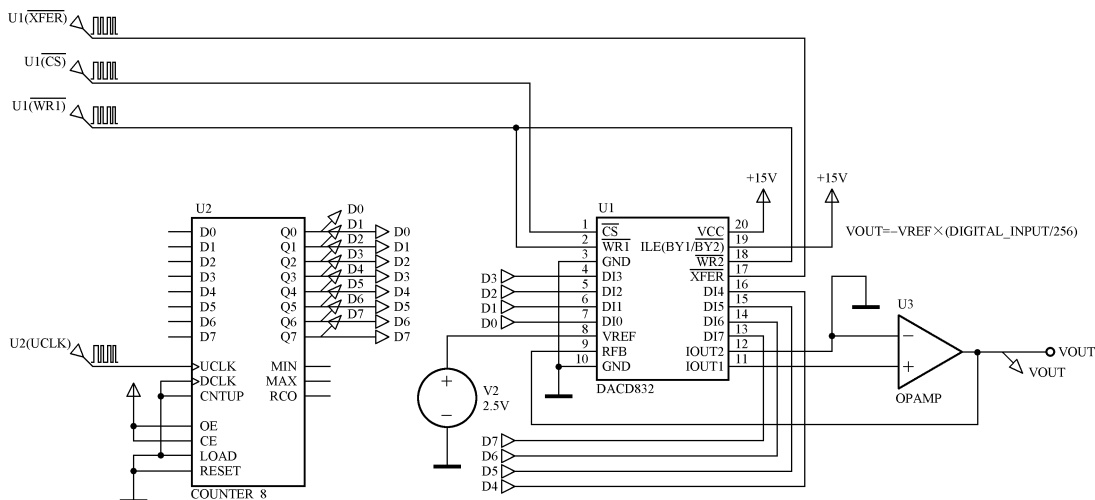 U1(XFER)
U1(CS)
U1(WR1)
U2(UCLK)
U2
D0
D1
D2
D3
D4
D5
D6
D7
UCLK
DCLK
CNTUP
OE
CE
LOAD
RESET
Q0
Q1
Q2
Q3
Q4
Q5
Q6
Q7
MIN
MAX
RCO
COUNTER_8
D0
D1
D2
D3
D4
D5
D6
D7
D0
D1
D2
D3
D4
D5
D6
D7
V2
2.5V
D3
D2
D1
D0
D7
D6
D5
D4
U1
1 CS VCC 20
2 WR1 ILE(BY1/BY2) 19
3 GND WR2 18
4 DI3 XFER 17
5 DI2 DI4 16
6 DI1 DI5 15
7 DI0 DI6 14
8 VREF DI7 13
9 RFB IOUT2 12
10 GND IOUT1 11
DACD832
+15V
+15V
VOUT=–VREF×(DIGITAL_INPUT/256)
U3
OPAMP
VOUT
VOUT